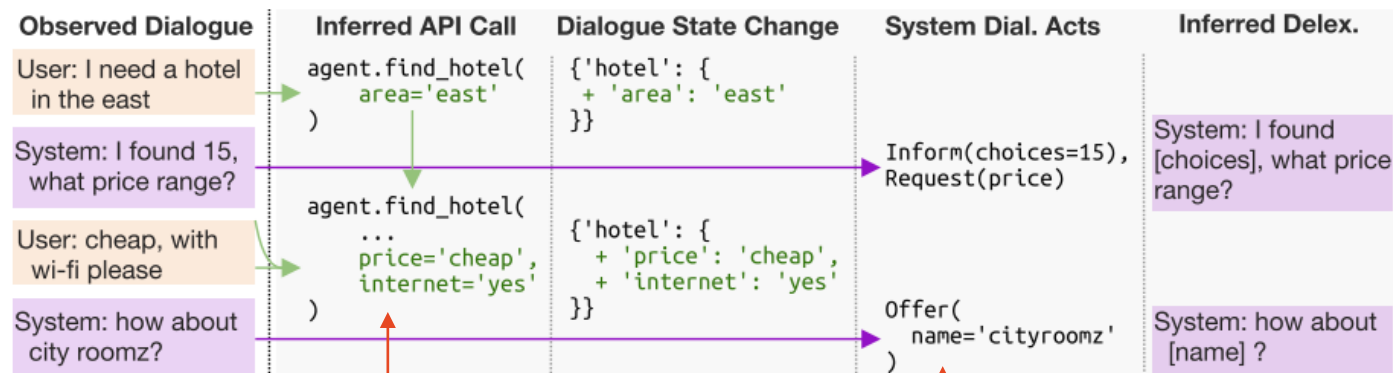 Observed Dialogue
Inferred API Call
Dialogue State Change
System Dial. Acts
Inferred Delex.
User: I need a hotel
in the east
agent.find_hotel(
area='east'
)
{'hotel': {
+ 'area': 'east'
}}
System: I found 15,
what price range?
Inform(choices=15),
Request(price)
System: I found
[choices], what price
range?
User: cheap, with
wi-fi please
agent.find_hotel(
...
price='cheap',
internet='yes'
)
{'hotel': {
+ 'price': 'cheap',
+ 'internet': 'yes'
}}
System: how about
city roomz?
Offer(
name='cityroomz'
)
System: how about
[name] ?